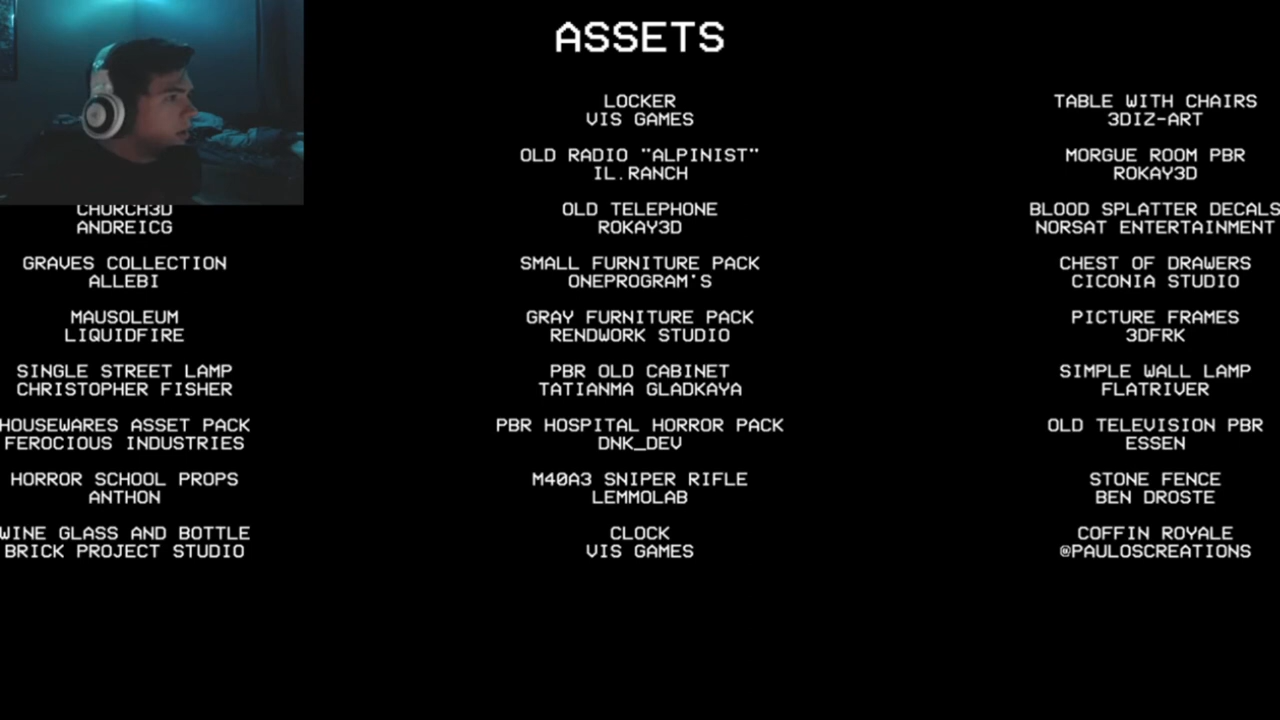 ASSETS
CHURCH3D
ANDREICG
GRAVES COLLECTION
ALLEBI
MAUSOLEUM
LIQUIDFIRE
SINGLE STREET LAMP
CHRISTOPHER FISHER
HOUSEWARES ASSET PACK
FEROCIOUS INDUSTRIES
HORROR SCHOOL PROPS
ANTHON
WINE GLASS AND BOTTLE
BRICK PROJECT STUDIO
LOCKER
VIS GAMES
OLD RADIO "ALPINIST"
IL.RANCH
OLD TELEPHONE
ROKAY3D
SMALL FURNITURE PACK
ONEPROGRAM'S
GRAY FURNITURE PACK
RENDWORK STUDIO
PBR OLD CABINET
TATIANMA GLADKAYA
PBR HOSPITAL HORROR PACK
DNK_DEV
M40A3 SNIPER RIFLE
LEMMOLAB
CLOCK
VIS GAMES
TABLE WITH CHAIRS
3DIZ-ART
MORGUE ROOM PBR
ROKAY3D
BLOOD SPLATTER DECALS
NORSAT ENTERTAINMENT
CHEST OF DRAWERS
CICONIA STUDIO
PICTURE FRAMES
3DFRK
SIMPLE WALL LAMP
FLATRIVER
OLD TELEVISION PBR
ESSEN
STONE FENCE
BEN DROSTE
COFFIN ROYALE
@PAULOSCREATIONS